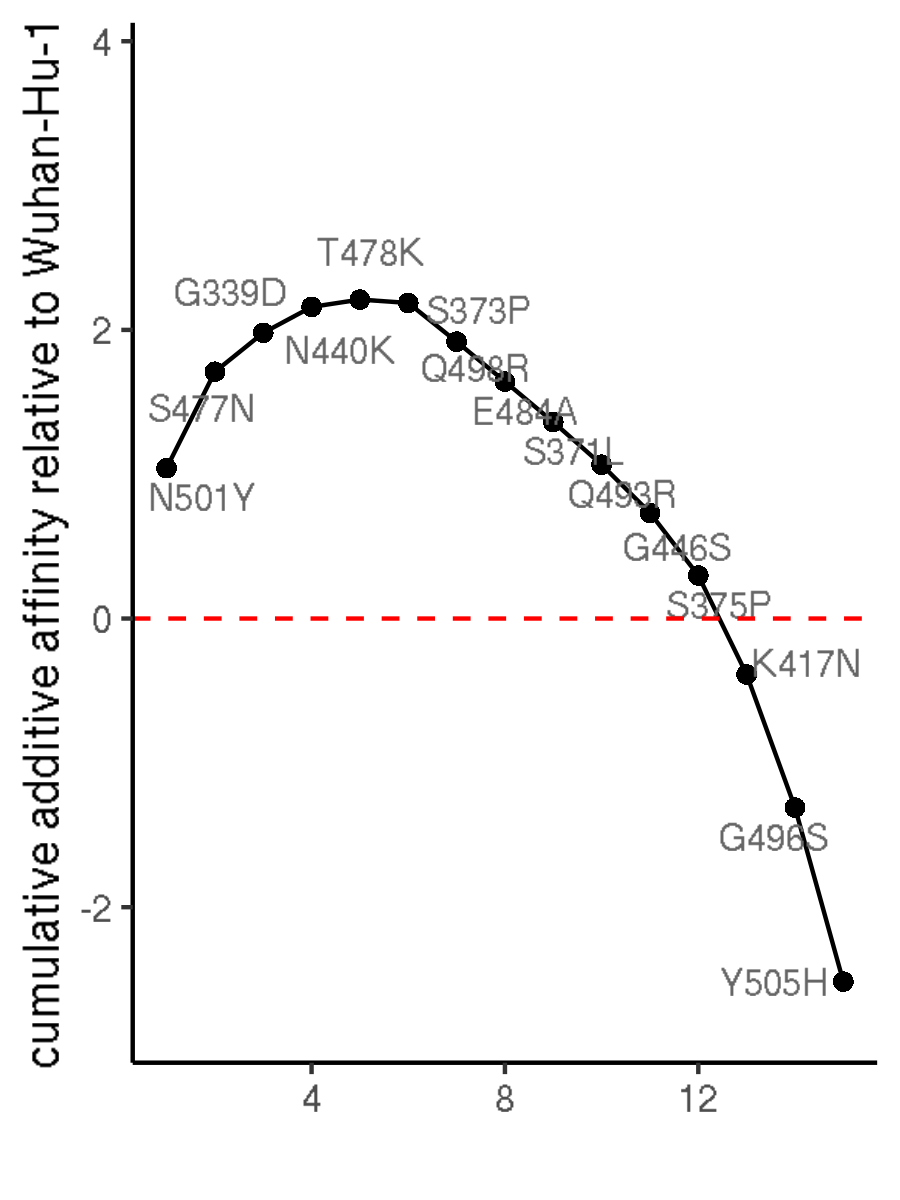 cumulative additive affinity relative to Wuhan-Hu-1
4
2
0
-2
T478K
G339D
S373P
N440K
Q498R
S477N
E484A
S371L
N501Y
Q493R
G446S
S375P
K417N
G496S
Y505H
4
8
12